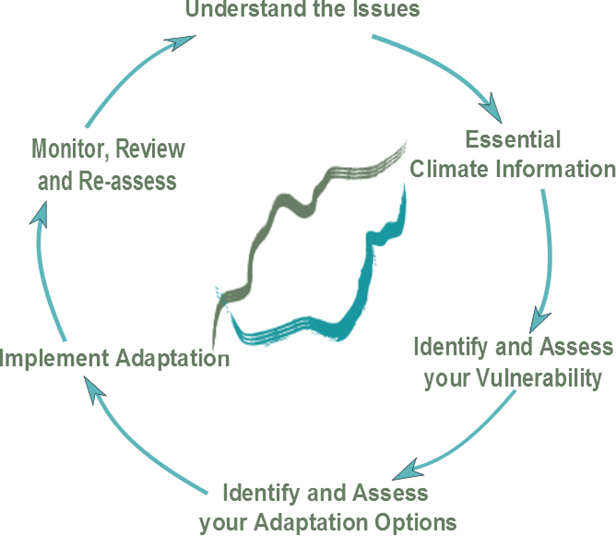 Understand the Issues
Essential
Climate Information
Identify and Assess
your Vulnerability
Identify and Assess
your Adaptation Options
Implement Adaptation
Monitor, Review
and Re-assess